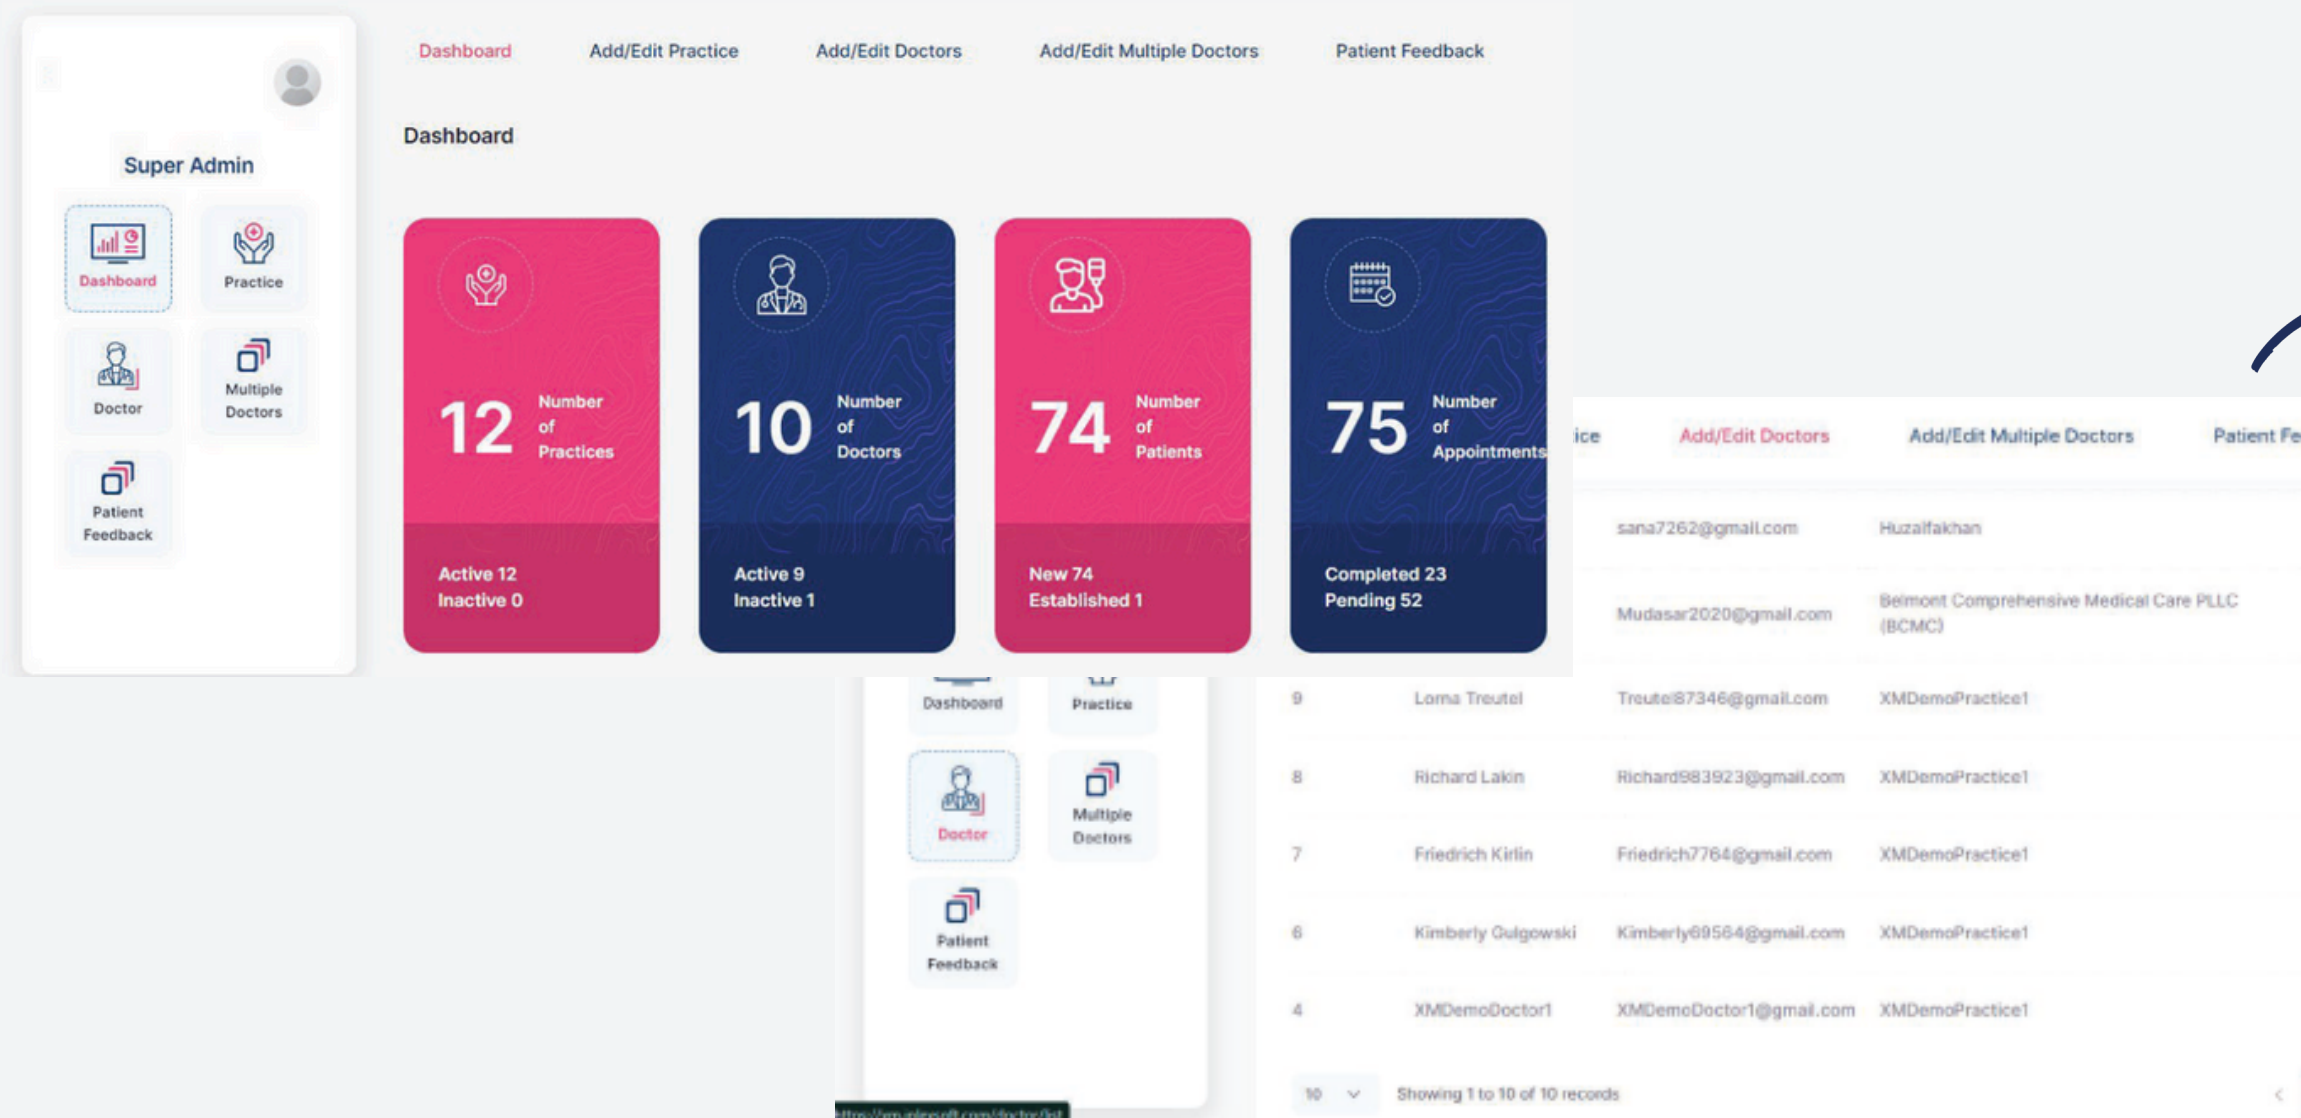 Dashboard Add/Edit Practice Add/Edit Doctors Add/Edit Multiple Doctors Patient Feedback
Dashboard
Super Admin
Dashboard
Practice
Doctor
Multiple
Doctors
Patient
Feedback
12
Number
of
Practices
Active 12
Inactive 0
10
Number
of
Doctors
Active 9
Inactive 1
74
Number
of
Patients
New 74
Established 1
75
Number
of
Appointments
Completed 23
Pending 52
ice Add/Edit Doctors Add/Edit Multiple Doctors Patient Fe
Dashboard
Practice
Doctor
Multiple
Doctors
Patient
Feedback
sana7262@gmail.com Huzaifakhan
Mudasar2020@gmail.com Belmont Comprehensive Medical Care PLLC
(BCMC)
9 Lorna Treutel Treutel87346@gmail.com XMDemoPractice1
8 Richard Lakin Richard983923@gmail.com XMDemoPractice1
7 Friedrich Kirlin Friedrich7764@gmail.com XMDemoPractice1
6 Kimberly Gulgowski Kimberly69564@gmail.com XMDemoPractice1
4 XMDemoDoctor1 XMDemoDoctor1@gmail.com XMDemoPractice1
10 Showing 1 to 10 of 10 records